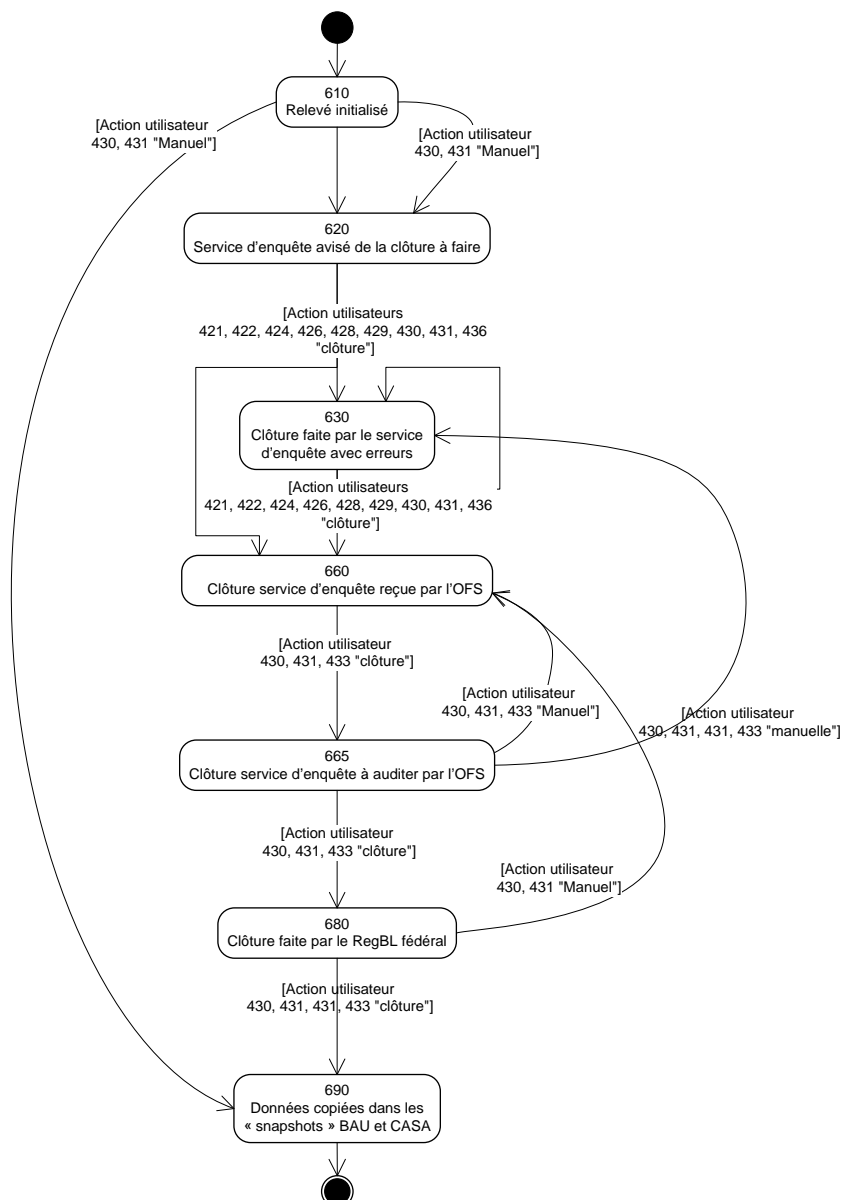 610
Relevé initialisé
[Action utilisateur
430, 431 "Manuel"]
[Action utilisateur
430, 431 "Manuel"]
620
Service d'enquête avisé de la clôture à faire
[Action utilisateurs
421, 422, 424, 426, 428, 429, 430, 431, 436
"clôture"]
630
Clôture faite par le service
d'enquête avec erreurs
[Action utilisateurs
421, 422, 424, 426, 428, 429, 430, 431, 436
"clôture"]
660
Clôture service d'enquête reçue par l'OFS
[Action utilisateur
430, 431, 433 "clôture"]
[Action utilisateur
430, 431, 433 "Manuel"]
[Action utilisateur
430, 431, 431, 433 "manuelle"]
665
Clôture service d'enquête à auditer par l'OFS
[Action utilisateur
430, 431, 433 "clôture"]
[Action utilisateur
430, 431 "Manuel"]
680
Clôture faite par le RegBL fédéral
[Action utilisateur
430, 431, 431, 433 "clôture"]
690
Données copiées dans les
« snapshots » BAU et CASA